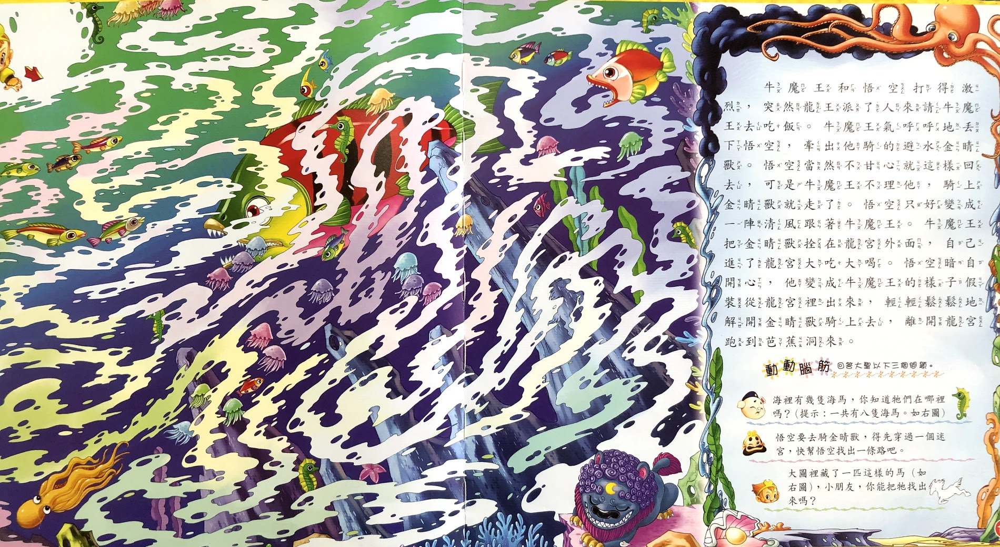 牛魔王和悟空打得激
烈，突然龍王派了人來請牛魔
王去吃飯。牛魔王氣呼呼地丟
下悟空，牽出他騎的避水金睛
獸。悟空當然不甘心就這樣回
去，可是牛魔王不理他，騎上
金睛獸就走了。悟空只好變成
一陣清風跟著牛魔王。牛魔王
把金睛獸拴在龍宮外面，自己
進了龍宮大吃大喝。悟空暗自
開心，他變成牛魔王的樣子假
裝從龍宮裡出來，輕輕鬆鬆地
解開金睛獸騎上去，離開龍宮
跑到芭蕉洞來。
動動腦筋 回答大聖以下三個問題。
海裡有幾隻海馬，你知道牠們在哪裡
嗎？(提示：一共有八隻海馬。如右圖)
悟空要去騎金睛獸，得先穿過一個迷
宮，快幫悟空找出一條路吧。
大圖裡藏了一匹這樣的馬（如
右圖），小朋友，你能把牠找出
來嗎？